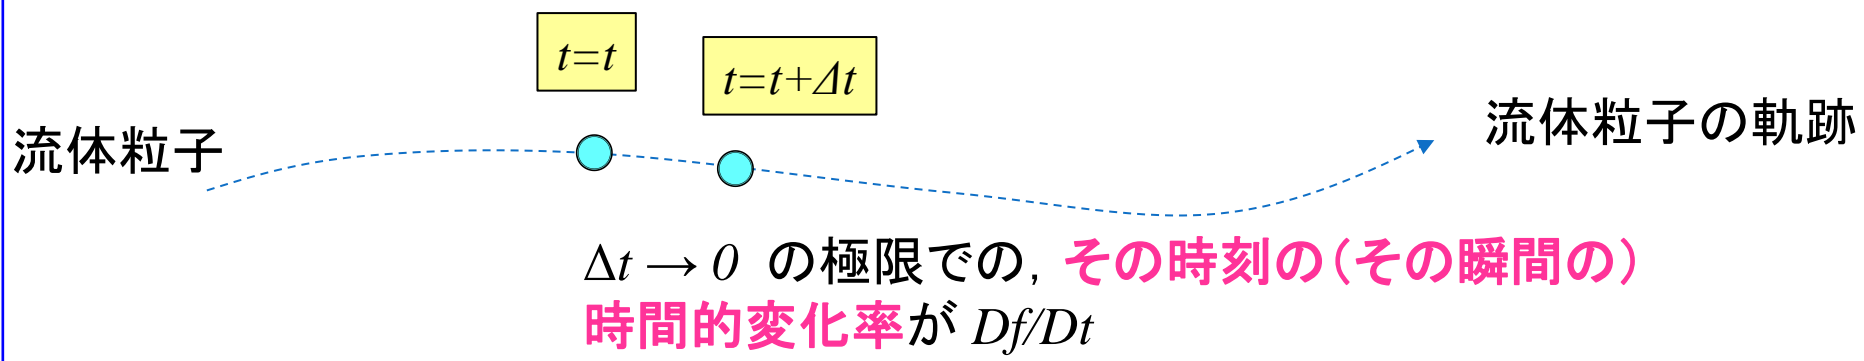 t=t
t=t+Δt
流体粒子
流体粒子の軌跡
Δt → 0 の極限での, その時刻の(その瞬間の)
時間的変化率が Df/Dt